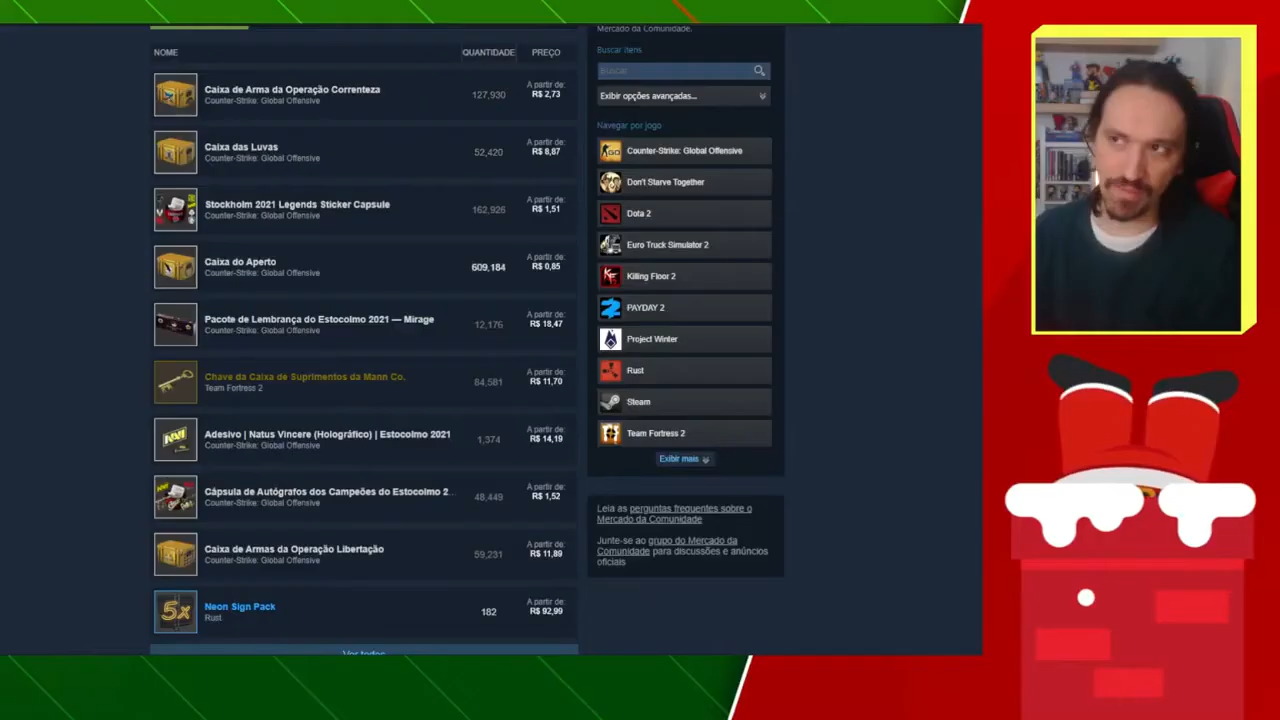 Mercado da Comunidade.
NOME QUANTIDADE PREÇO
Caixa de Arma da Operação Correnteza
Counter-Strike: Global Offensive
127,930
A partir de:
R$ 2,73
Caixa das Luvas
Counter-Strike: Global Offensive
52,420
A partir de:
R$ 8,87
Stockholm 2021 Legends Sticker Capsule
Counter-Strike: Global Offensive
162,926
A partir de:
R$ 1,51
Caixa do Aperto
Counter-Strike: Global Offensive
609,184
A partir de:
R$ 0,85
Pacote de Lembrança do Estocolmo 2021 — Mirage
Counter-Strike: Global Offensive
12,176
A partir de:
R$ 18,47
Chave da Caixa de Suprimentos da Mann Co.
Team Fortress 2
84,581
A partir de:
R$ 11,70
Adesivo | Natus Vincere (Holográfico) | Estocolmo 2021
Counter-Strike: Global Offensive
1,374
A partir de:
R$ 14,19
Cápsula de Autógrafos dos Campeões do Estocolmo 2...
Counter-Strike: Global Offensive
48,449
A partir de:
R$ 1,52
Caixa de Armas da Operação Libertação
Counter-Strike: Global Offensive
59,231
A partir de:
R$ 11,89
5x
Neon Sign Pack
Rust
182
A partir de:
R$ 92,99
Ver todos
Buscar itens
Buscar
Exibir opções avançadas...
Navegar por jogo
Counter-Strike: Global Offensive
Don't Starve Together
Dota 2
Euro Truck Simulator 2
Killing Floor 2
PAYDAY 2
Project Winter
Rust
Steam
Team Fortress 2
Exibir mais
Leia as perguntas frequentes sobre o
Mercado da Comunidade
Junte-se ao grupo do Mercado da
Comunidade para discussões e anúncios
oficiais